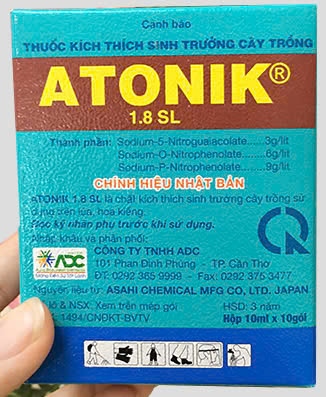 Cảnh báo
THUỐC KÍCH THÍCH SINH TRƯỞNG CÂY TRỒNG
ATONIK®
1.8 SL
Thành phần: Sodium-5-Nitroguaiacolate......3g/lít
Sodium-O-Nitrophenolate........6g/lít
Sodium-P-Nitrophenolate........9g/lít
CHÍNH HIỆU NHẬT BẢN
ATONIK 1.8 SL là chất kích thích sinh trưởng cây trồng sử
dụng trên lúa, hoa kiểng.
Đọc kỹ nhãn phụ trước khi sử dụng.
Nhập khẩu và phân phối:
CÔNG TY TNHH ADC
ADC
101 Phan Đình Phùng - TP. Cần Thơ
ĐT: 0292 365 9999 - Fax: 0292 375 3477
Nguyên liệu từ: ASAHI CHEMICAL MFG CO, LTD. JAPAN
lô & NSX: Xem trên mép gói
HSD: 3 năm
1494/CNĐKT-BVTV
Hộp 10ml x 10gói